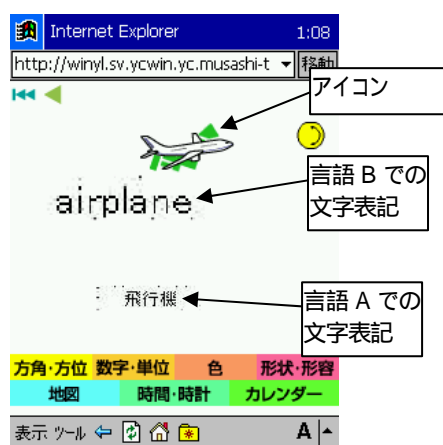 Internet Explorer 1:08
http://winyl.sv.ycwin.yc.musashi-t 移動
アイコン
airplane
言語 B での
文字表記
飛行機
言語 A での
文字表記
方角・方位 数字・単位 色 形状・形容
地図 時間・時計 カレンダー
表示 ツール A